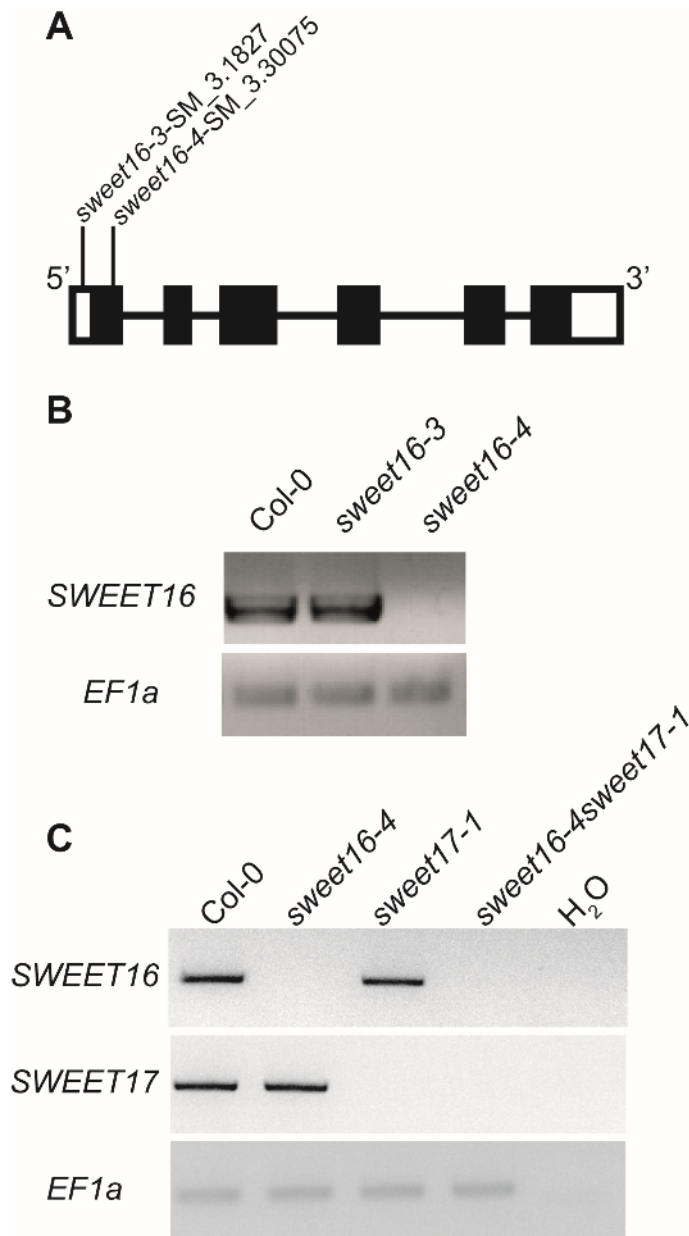 A
sweet16-3-SM_3.1827
sweet16-4-SM_3.30075
5’
3’
B
Col-0
sweet16-3
sweet16-4
SWEET16
EF1a
C
Col-0
sweet16-4
sweet17-1
sweet16-4sweet17-1
H₂O
SWEET16
SWEET17
EF1a